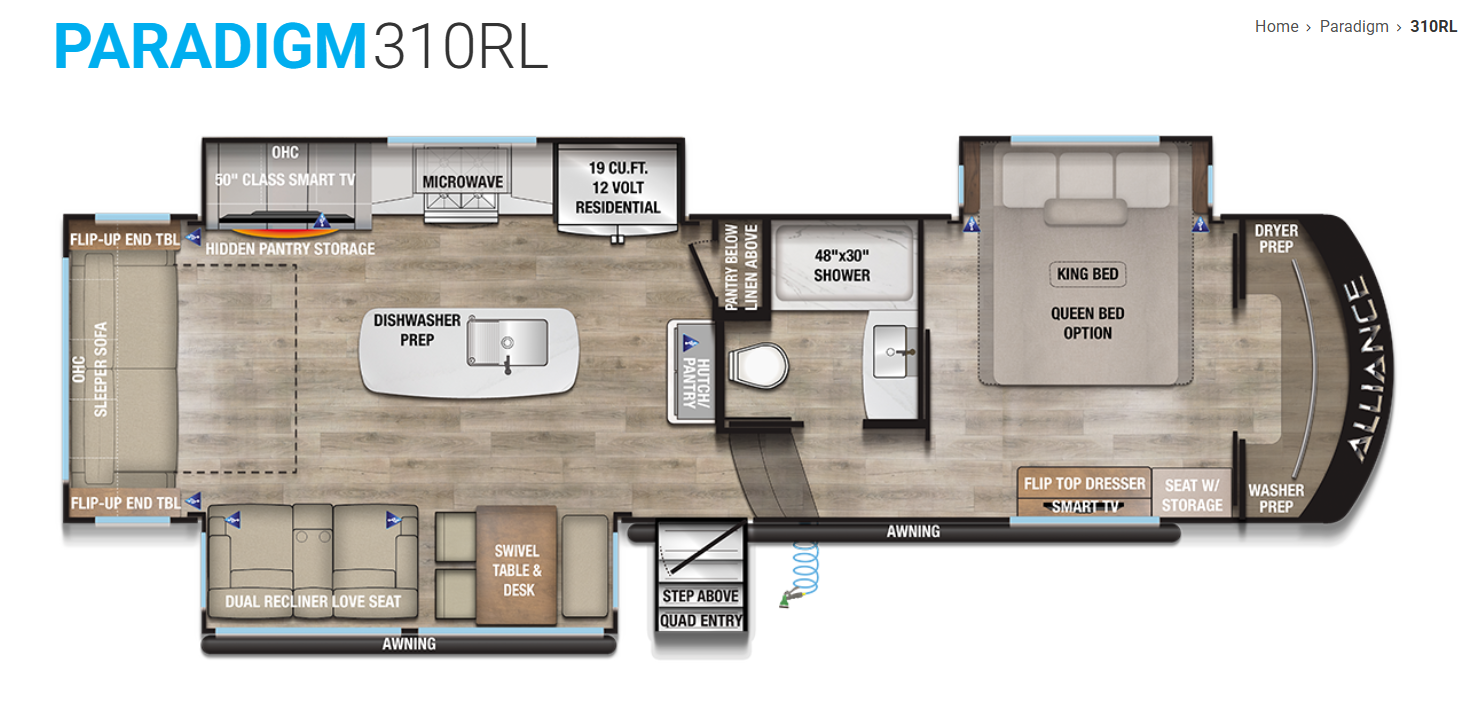 PARADIGM 310RL
Home › Paradigm › 310RL
OHC
50" CLASS SMART TV
MICROWAVE
19 CU.FT.
12 VOLT
RESIDENTIAL
FLIP-UP END TBL
HIDDEN PANTRY STORAGE
PANTRY BELOW
LINEN ABOVE
48"x30"
SHOWER
DRYER
PREP
KING BED
QUEEN BED
OPTION
DISHWASHER
PREP
OHC
SLEEPER SOFA
HUTCH/
PANTRY
ALLIANCE
FLIP-UP END TBL
FLIP TOP DRESSER
SMART TV
SEAT W/
STORAGE
WASHER
PREP
AWNING
SWIVEL
TABLE &
DESK
DUAL RECLINER LOVE SEAT
STEP ABOVE
QUAD ENTRY
AWNING